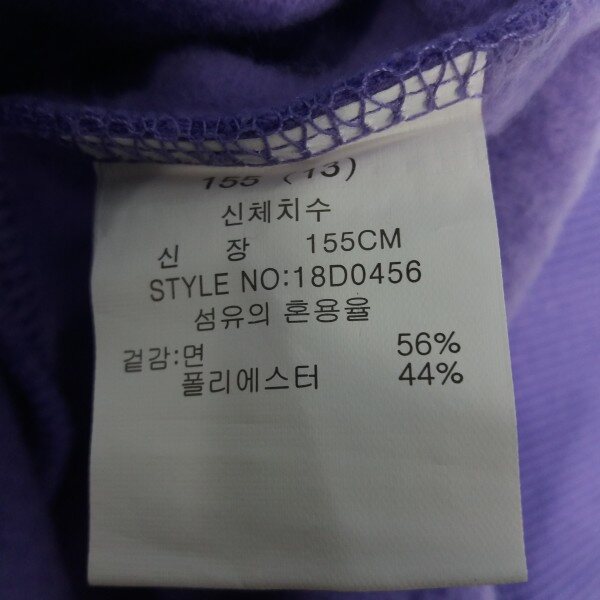 155 (13)
신체치수
신 장 155CM
STYLE NO:18D0456
섬유의 혼용율
겉감:면 56%
폴리에스터 44%